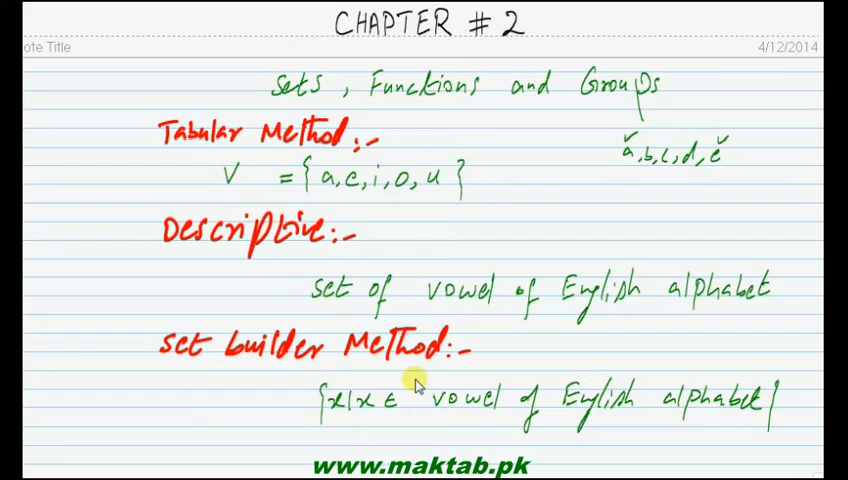 CHAPTER # 2
ote Title
4/12/2014
Sets, Functions and Groups
Tabular Method:-
a,b,c,d,e
V = {a,e,i,o,u}
Descriptive:-
set of vowel of English alphabet
set builder Method:-
{x|x ∈ vowel of English alphabet}
www.maktab.pk